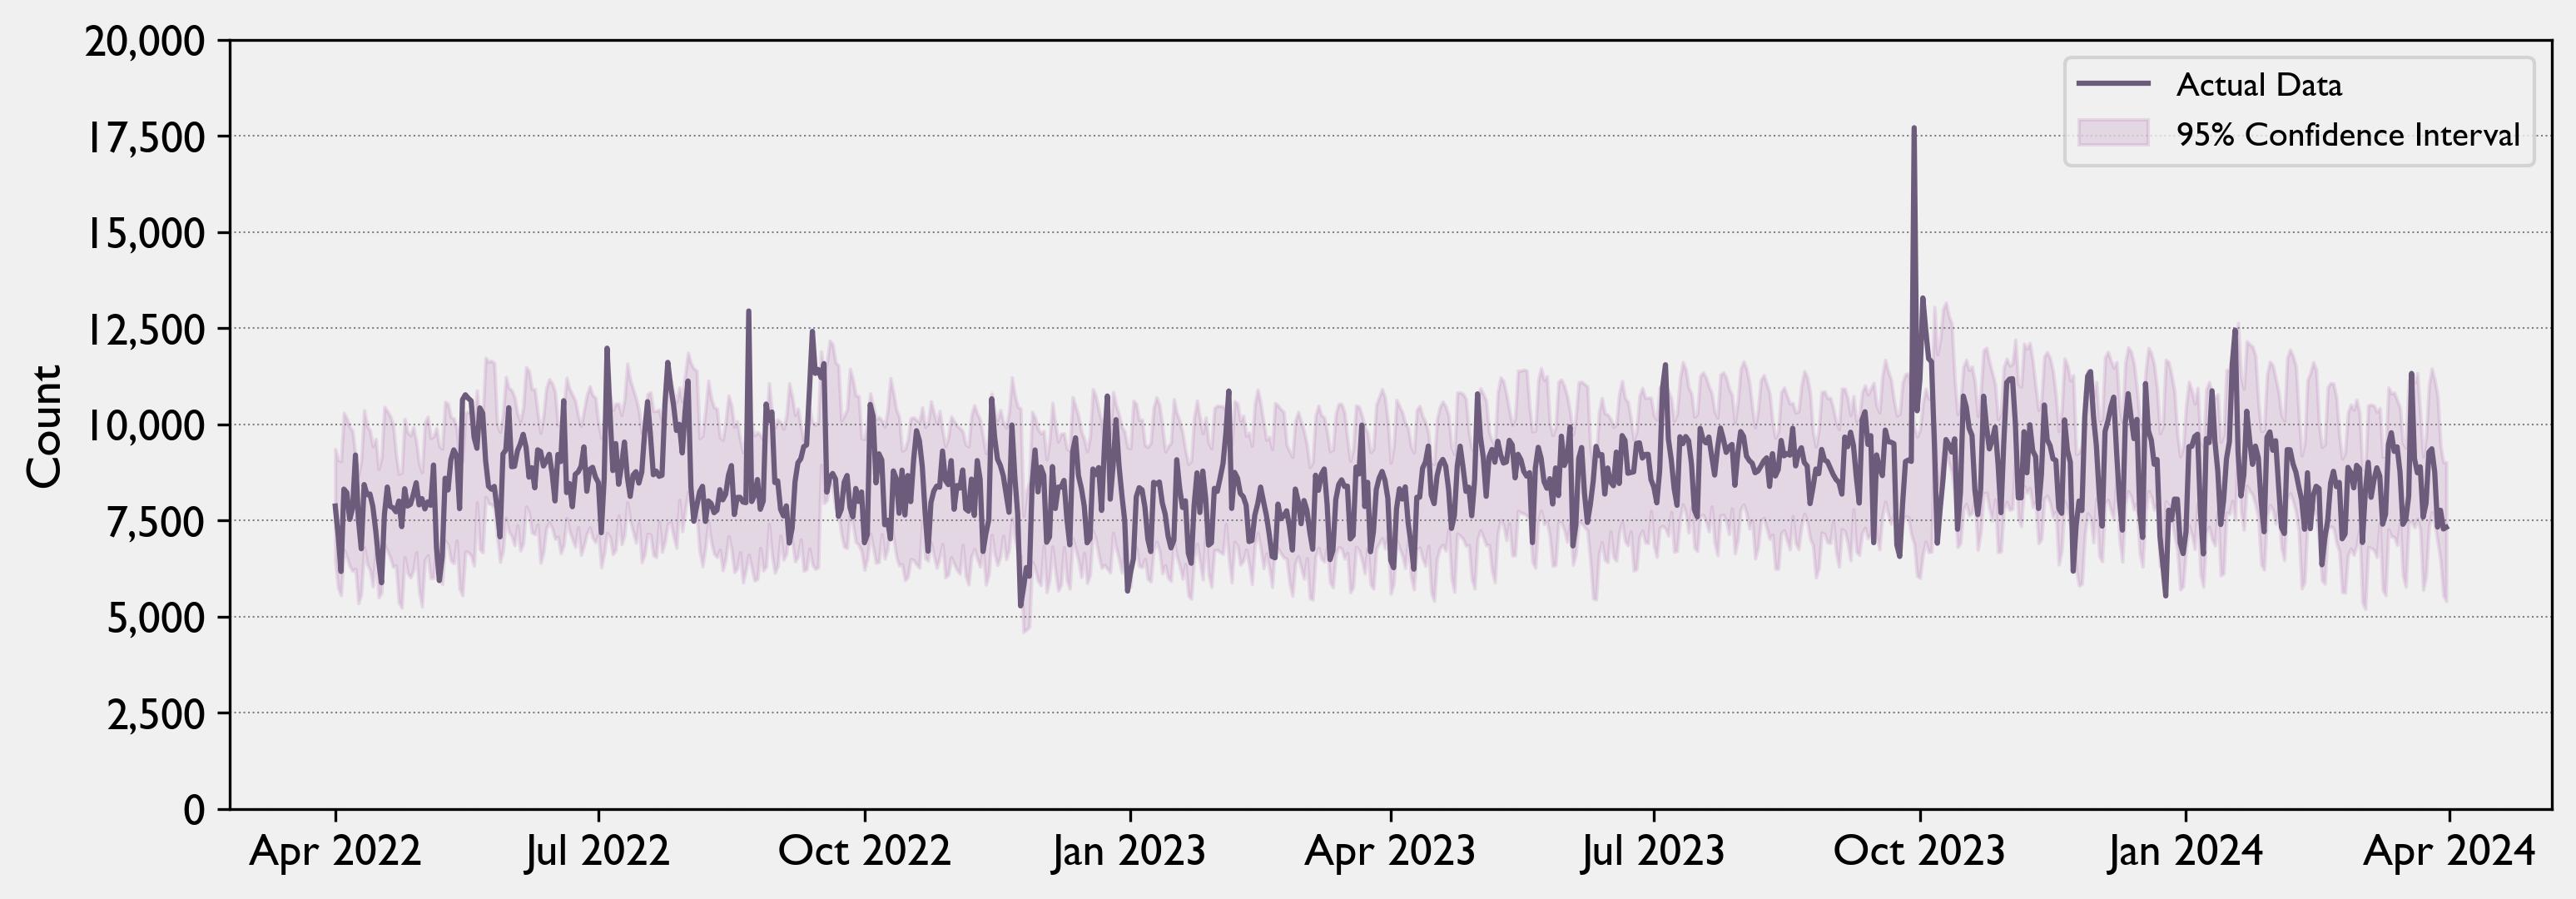 20,000
17,500
15,000
12,500
10,000
7,500
5,000
2,500
0
Count
Actual Data
95% Confidence Interval
Apr 2022
Jul 2022
Oct 2022
Jan 2023
Apr 2023
Jul 2023
Oct 2023
Jan 2024
Apr 2024